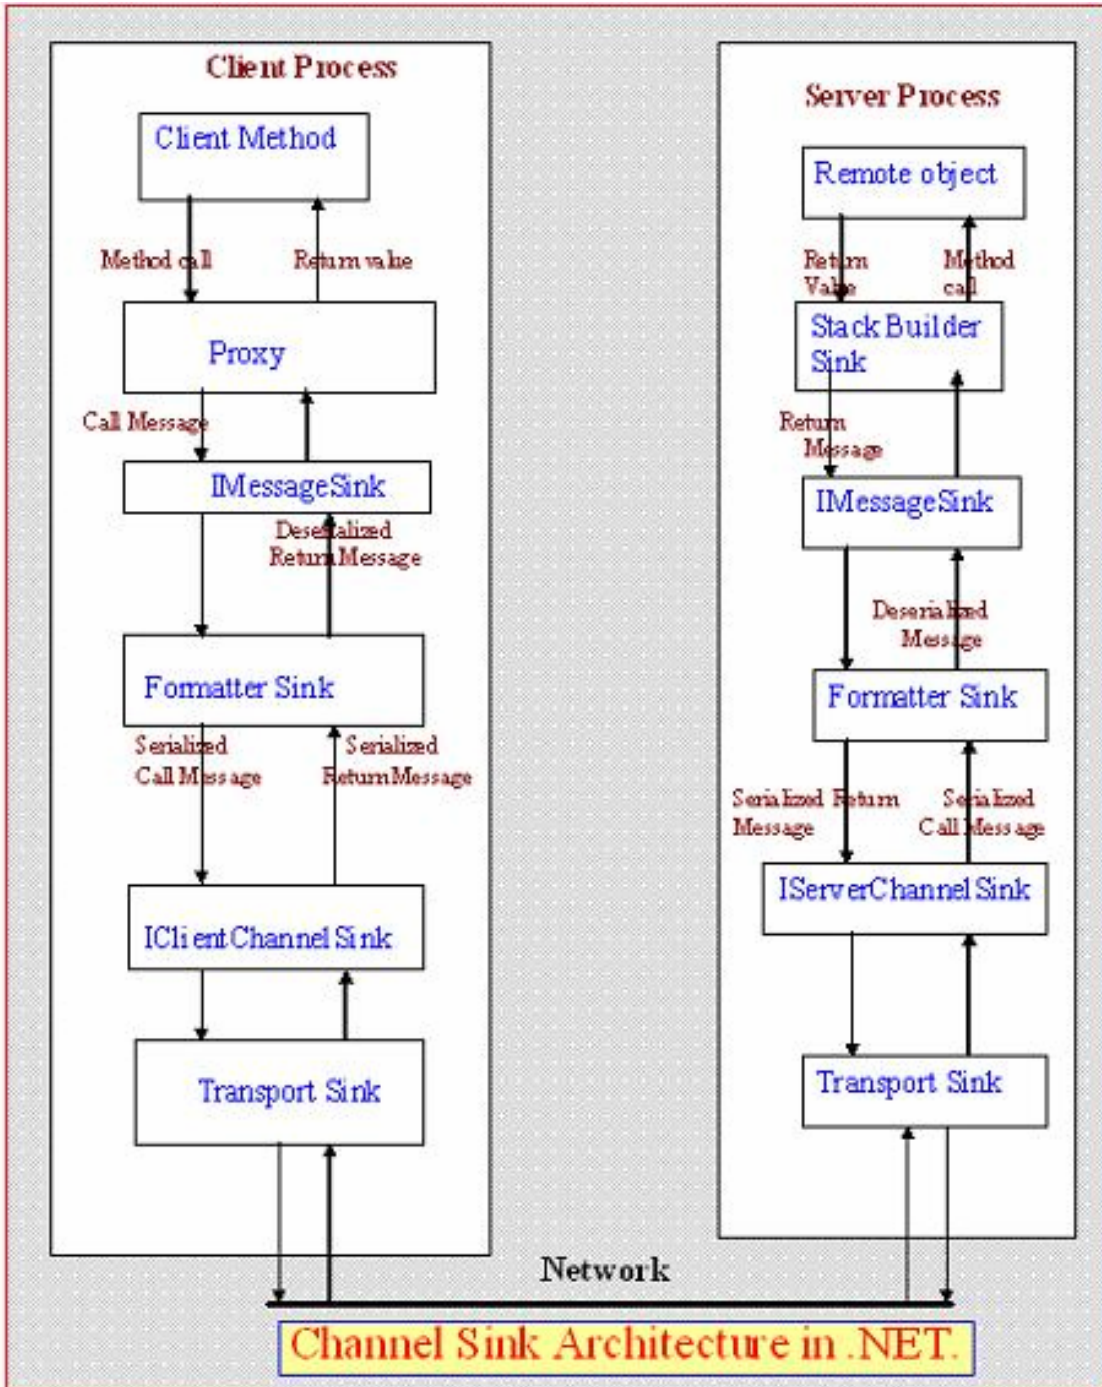 Client Process
Client Method
Method call
Return value
Proxy
Call Message
IMessageSink
Deserialized
Return Message
Formatter Sink
Serialized
Call Message
Serialized
Return Message
IClientChannelSink
Transport Sink
Server Process
Remote object
Return
Value
Method
call
Stack Builder
Sink
Return
Message
IMessageSink
Deserialized
Message
Formatter Sink
Serialized Return
Message
Serialized
Call Message
IServerChannelSink
Transport Sink
Network
Channel Sink Architecture in .NET.